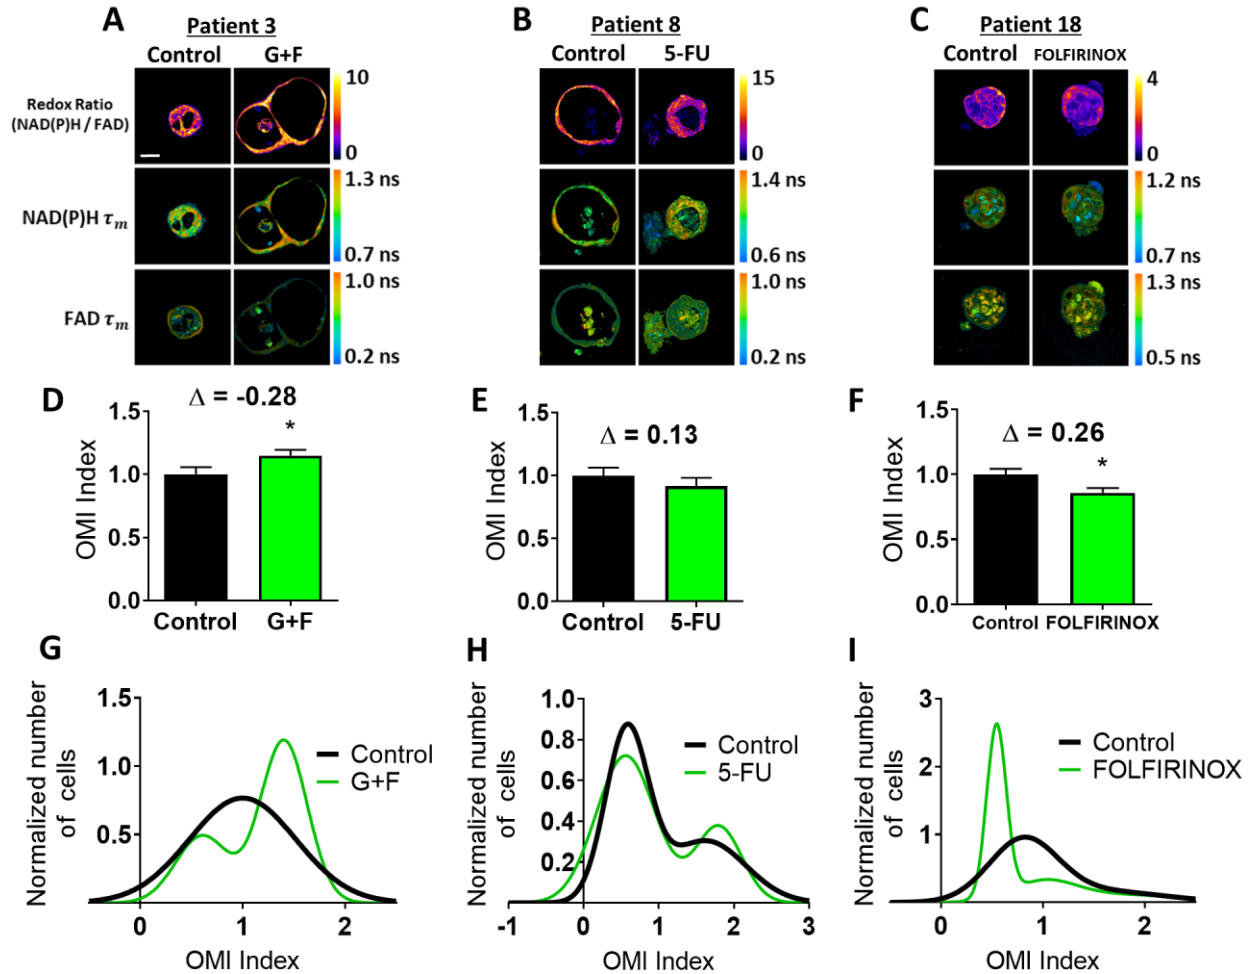 A
Patient 3
Control G+F
Redox Ratio
(NAD(P)H / FAD)
10
0
NAD(P)H τm
1.3 ns
0.7 ns
FAD τm
1.0 ns
0.2 ns
B
Patient 8
Control 5-FU
15
0
1.4 ns
0.6 ns
1.0 ns
0.2 ns
C
Patient 18
Control FOLFIRINOX
4
0
1.2 ns
0.7 ns
1.3 ns
0.5 ns
D
Δ = -0.28
*
OMI Index
1.5
1.0
0.5
0.0
Control G+F
E
Δ = 0.13
OMI Index
1.5
1.0
0.5
0.0
Control 5-FU
F
Δ = 0.26
*
OMI Index
1.5
1.0
0.5
0.0
Control FOLFIRINOX
G
Normalized number
of cells
1.5
1.0
0.5
Control
G+F
0 1 2
OMI Index
H
Normalized number
of cells
1.0
0.8
0.6
0.4
0.2
Control
5-FU
-1 0 1 2 3
OMI Index
I
Normalized number
of cells
3
2
1
Control
FOLFIRINOX
0 1 2
OMI Index